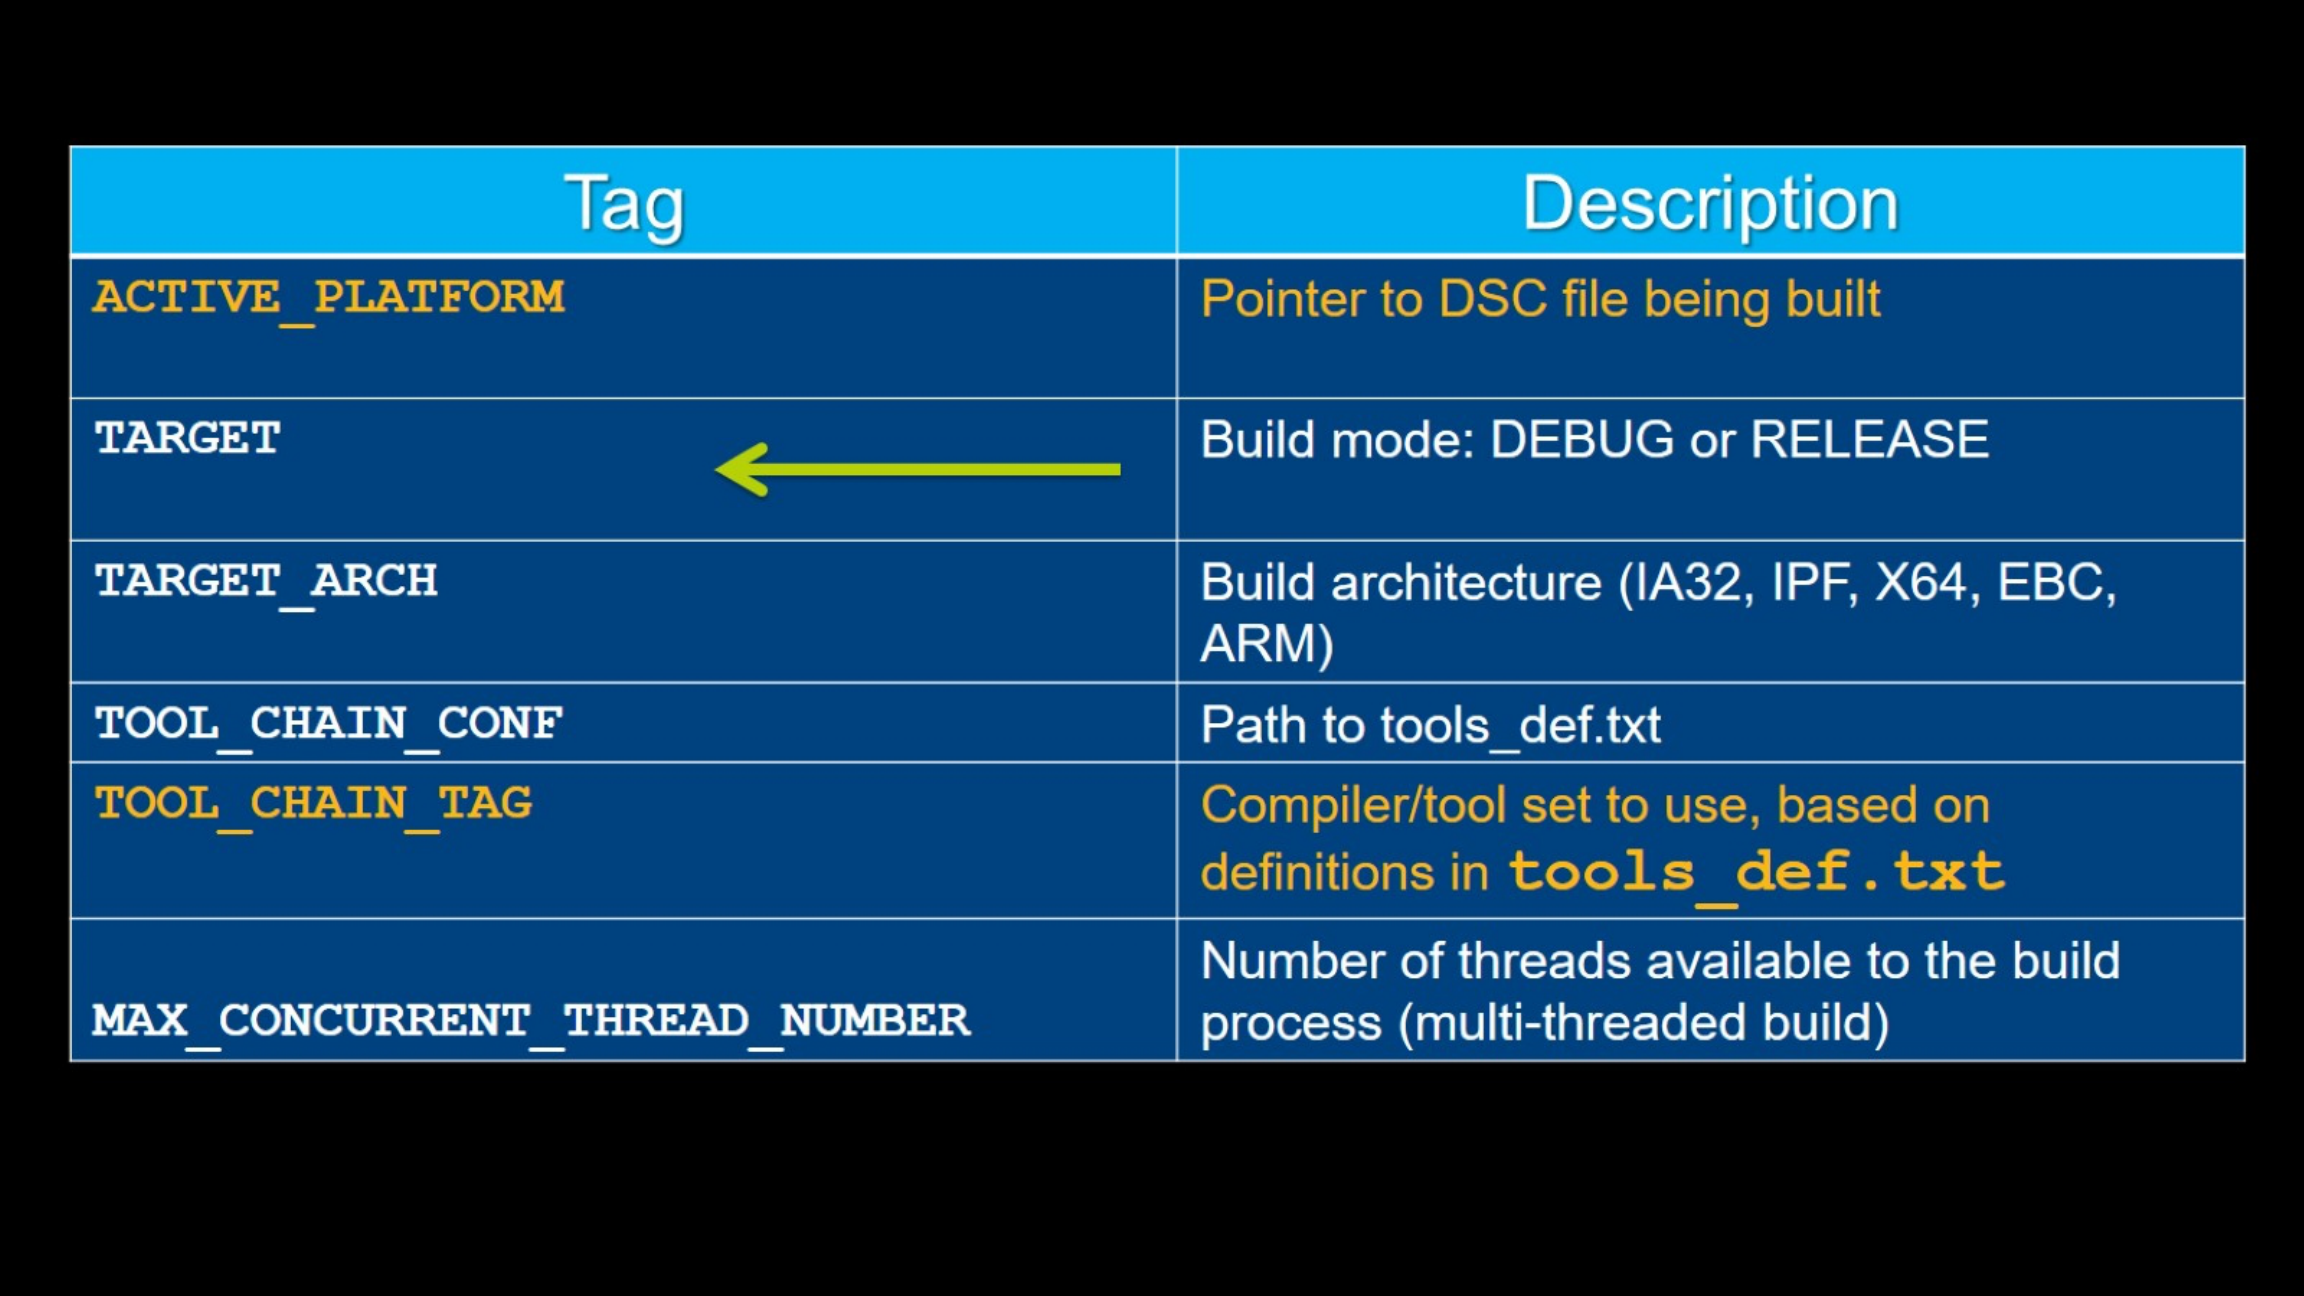 Tag
Description
ACTIVE_PLATFORM
Pointer to DSC file being built
TARGET
Build mode: DEBUG or RELEASE
TARGET_ARCH
Build architecture (IA32, IPF, X64, EBC,
ARM)
TOOL_CHAIN_CONF
Path to tools_def.txt
TOOL_CHAIN_TAG
Compiler/tool set to use, based on
definitions in tools_def.txt
MAX_CONCURRENT_THREAD_NUMBER
Number of threads available to the build
process (multi-threaded build)